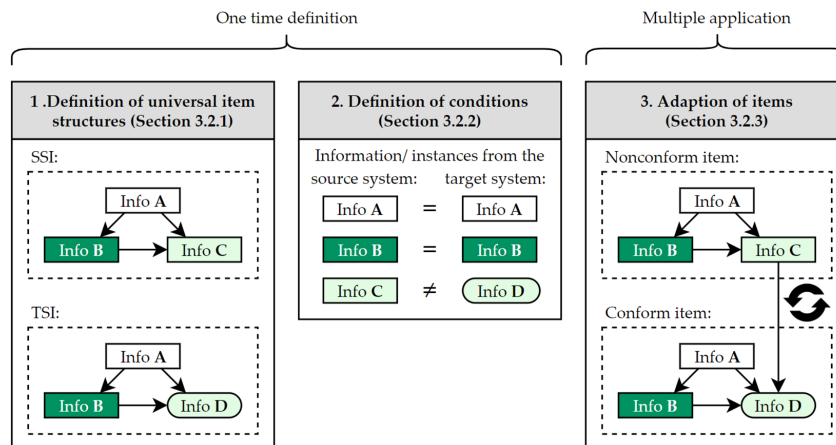 One time definition
Multiple application
1 .Definition of universal item
structures (Section 3.2.1)
SSI:
Info A
Info B
Info C
TSI:
Info A
Info B
Info D
2. Definition of conditions
(Section 3.2.2)
Information/ instances from the
source system: target system:
Info A = Info A
Info B = Info B
Info C ≠ Info D
3. Adaption of items
(Section 3.2.3)
Nonconform item:
Info A
Info B
Info C
Conform item:
Info A
Info B
Info D